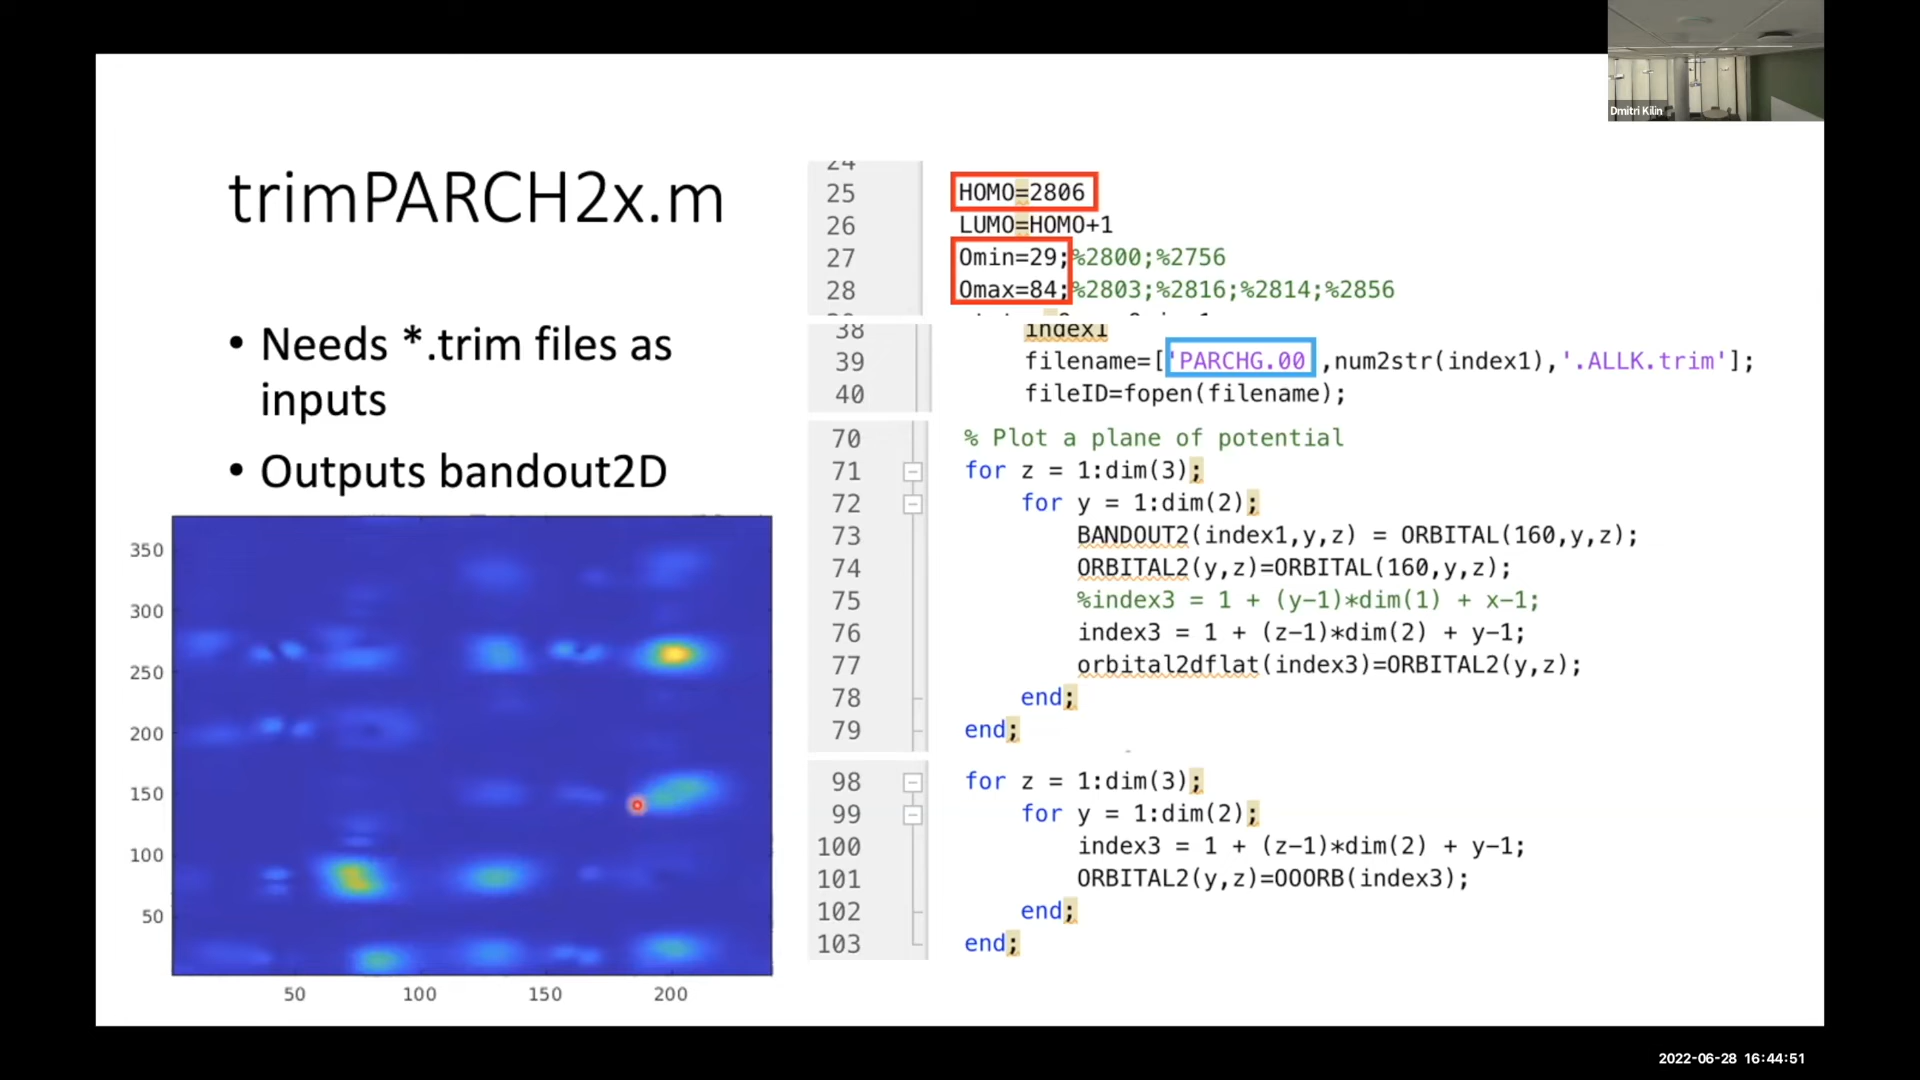 Dmitri Kilin
trimPARCH2x.m
• Needs *.trim files as
inputs
• Outputs bandout2D
350
300
250
200
150
100
50
50 100 150 200
24
25 HOMO=2806
26 LUMO=HOMO+1
27 Omin=29;%2800;%2756
28 Omax=84;%2803;%2816;%2814;%2856
38 index1
39 filename=['PARCHG.00',num2str(index1),'.ALLK.trim'];
40 fileID=fopen(filename);
70 % Plot a plane of potential
71 for z = 1:dim(3);
72 for y = 1:dim(2);
73 BANDOUT2(index1,y,z) = ORBITAL(160,y,z);
74 ORBITAL2(y,z)=ORBITAL(160,y,z);
75 %index3 = 1 + (y-1)*dim(1) + x-1;
76 index3 = 1 + (z-1)*dim(2) + y-1;
77 orbital2dflat(index3)=ORBITAL2(y,z);
78 end;
79 end;
98 for z = 1:dim(3);
99 for y = 1:dim(2);
100 index3 = 1 + (z-1)*dim(2) + y-1;
101 ORBITAL2(y,z)=OOORB(index3);
102 end;
103 end;
2022-06-28 16:44:51